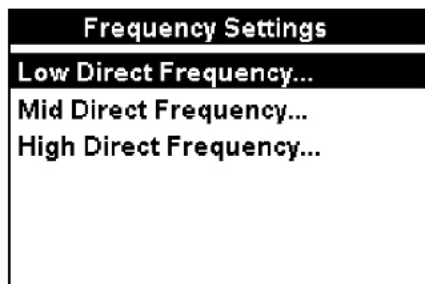 Frequency Settings
Low Direct Frequency...
Mid Direct Frequency...
High Direct Frequency...